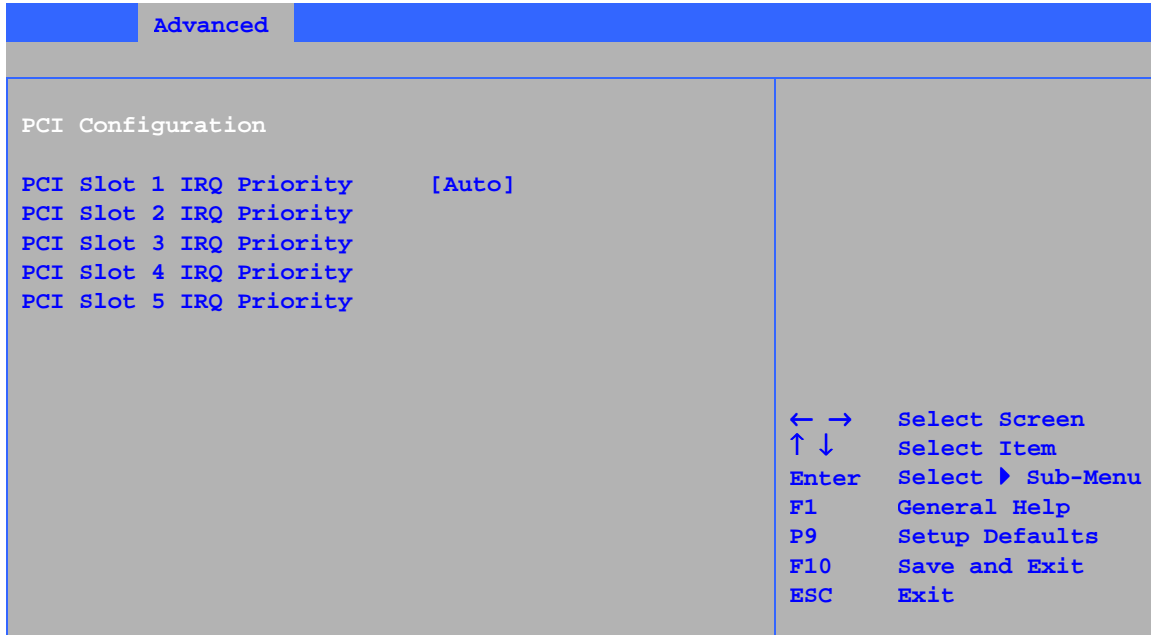 Advanced
PCI Configuration
PCI Slot 1 IRQ Priority [Auto]
PCI Slot 2 IRQ Priority
PCI Slot 3 IRQ Priority
PCI Slot 4 IRQ Priority
PCI Slot 5 IRQ Priority
← → Select Screen
↑ ↓ Select Item
Enter Select ▶ Sub-Menu
F1 General Help
P9 Setup Defaults
F10 Save and Exit
ESC Exit